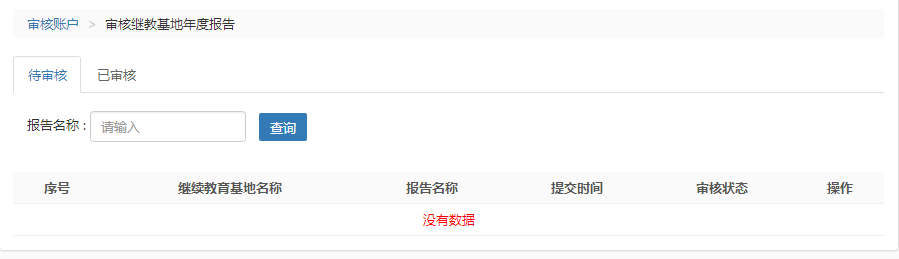 审核账户 > 审核继教基地年度报告
待审核 已审核
报告名称 : 请输入 查询
序号 继续教育基地名称 报告名称 提交时间 审核状态 操作
没有数据